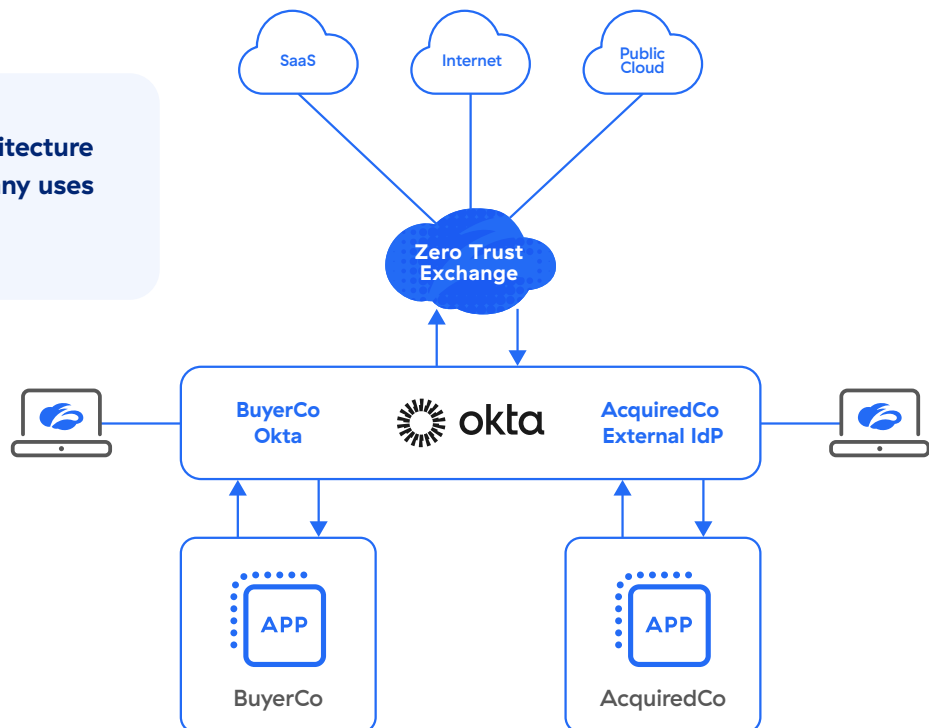 SaaS
Internet
Public
Cloud
itecture
ny uses
Zero Trust
Exchange
BuyerCo
Okta
okta
AcquiredCo
External IdP
APP
BuyerCo
APP
AcquiredCo